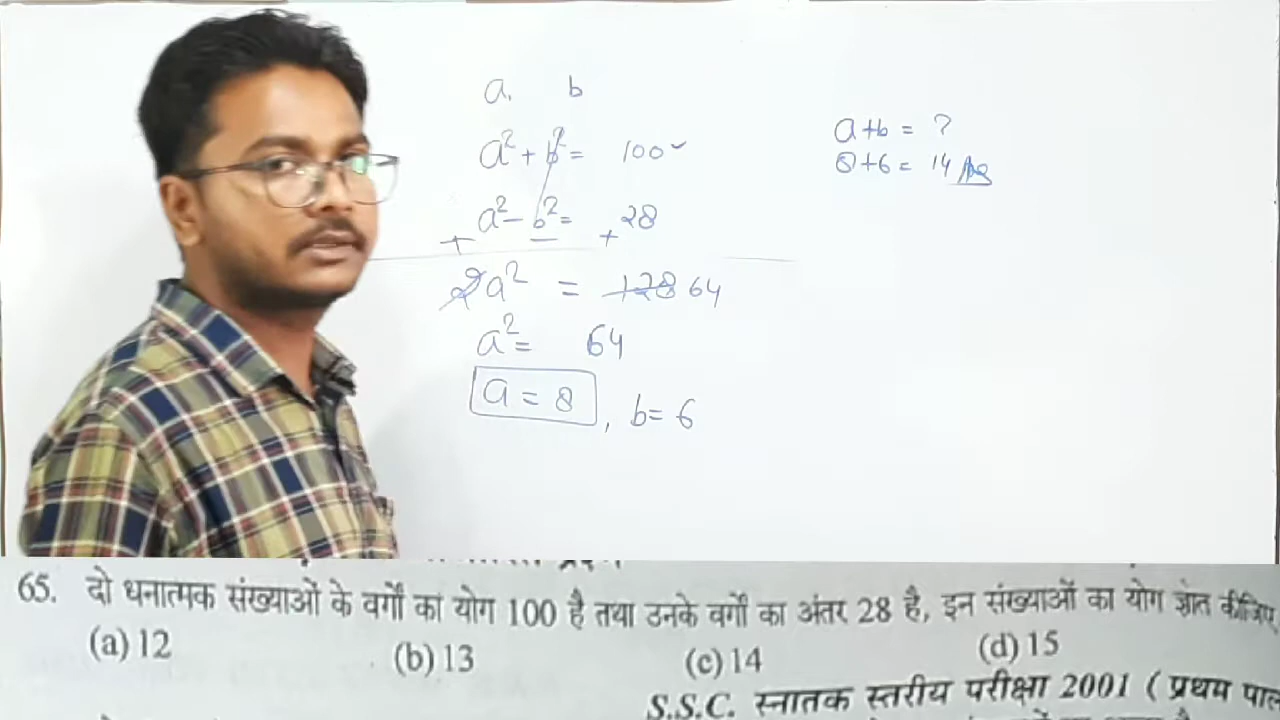 a, b
a² + b² = 100 ✓
a² - b² = 28
+ - +
2a² = 128 64
a² = 64
a = 8, b = 6
a+b = ?
8+6 = 14 Ans
65. दो धनात्मक संख्याओं के वर्गों का योग 100 है तथा उनके वर्गों का अंतर 28 है, इन संख्याओं का योग ज्ञात कीजिए
(a) 12 (b) 13 (c) 14 (d) 15
S.S.C. स्नातक स्तरीय परीक्षा 2001 ( प्रथम